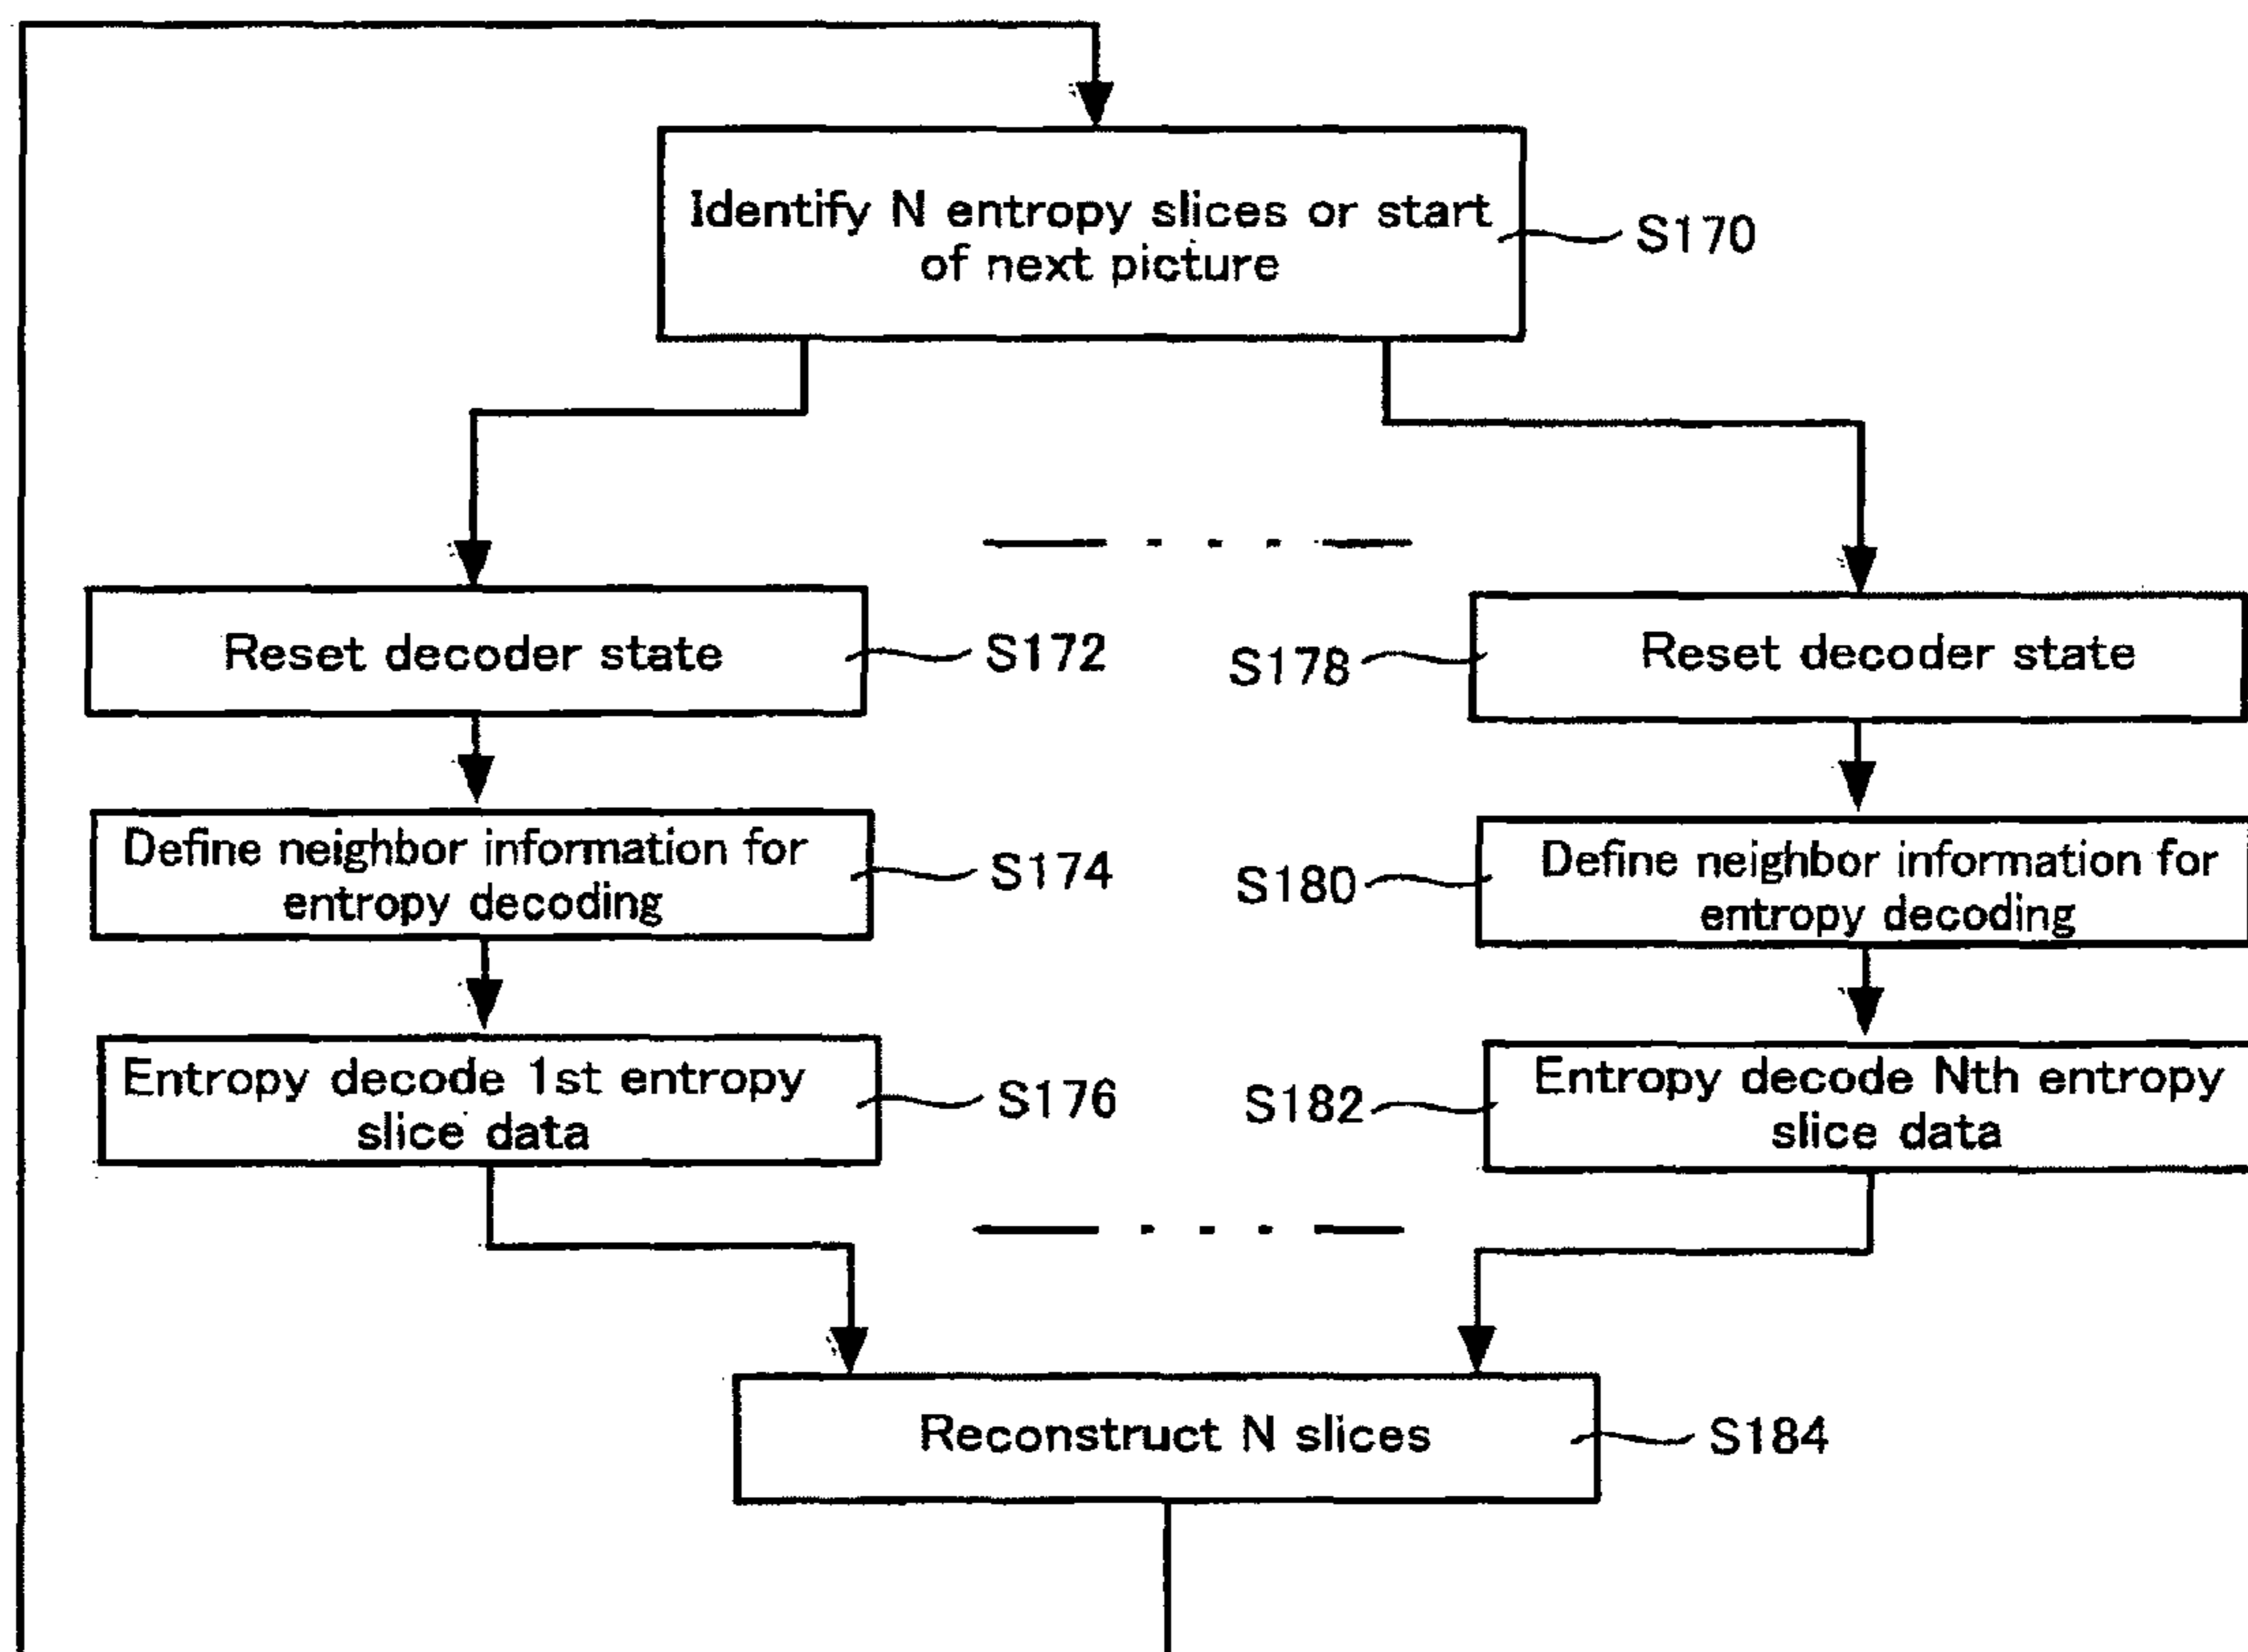 Identify N entropy slices or start
of next picture
S170
Reset decoder state
S172
S178
Reset decoder state
Define neighbor information for
entropy decoding
S174
S180
Define neighbor information for
entropy decoding
Entropy decode 1st entropy
slice data
S176
S182
Entropy decode Nth entropy
slice data
Reconstruct N slices
S184